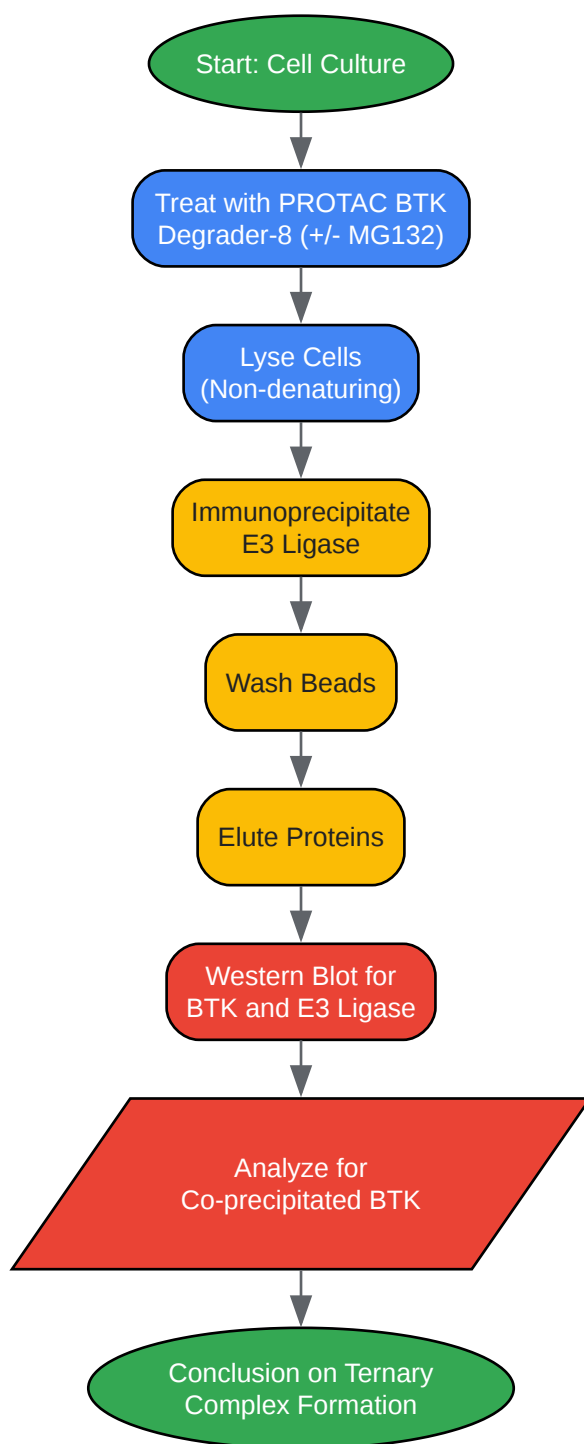 Start: Cell Culture
Treat with PROTAC BTK
Degrader-8 (+/- MG132)
Lyse Cells
(Non-denaturing)
Immunoprecipitate
E3 Ligase
Wash Beads
Elute Proteins
Western Blot for
BTK and E3 Ligase
Analyze for
Co-precipitated BTK
Conclusion on Ternary
Complex Formation